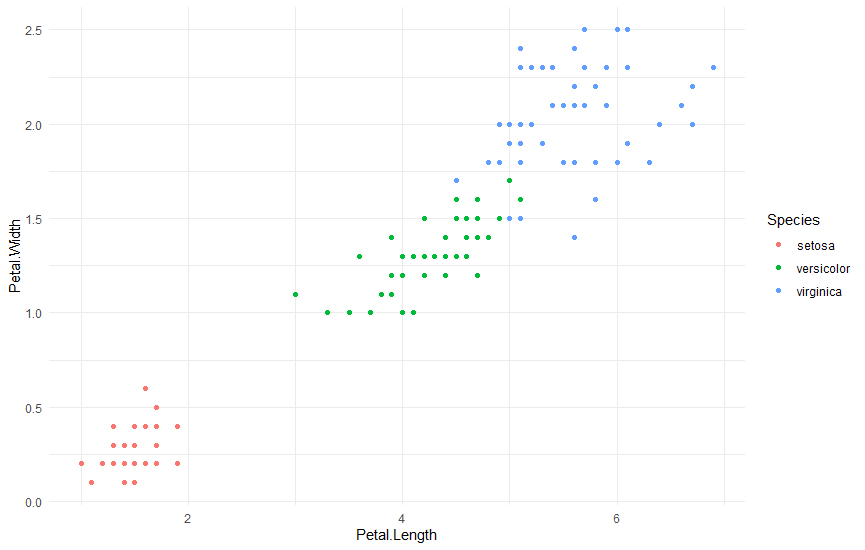 2.5
2.0
1.5
1.0
0.5
0.0
Petal.Width
2 4 6
Petal.Length
Species
setosa
versicolor
virginica